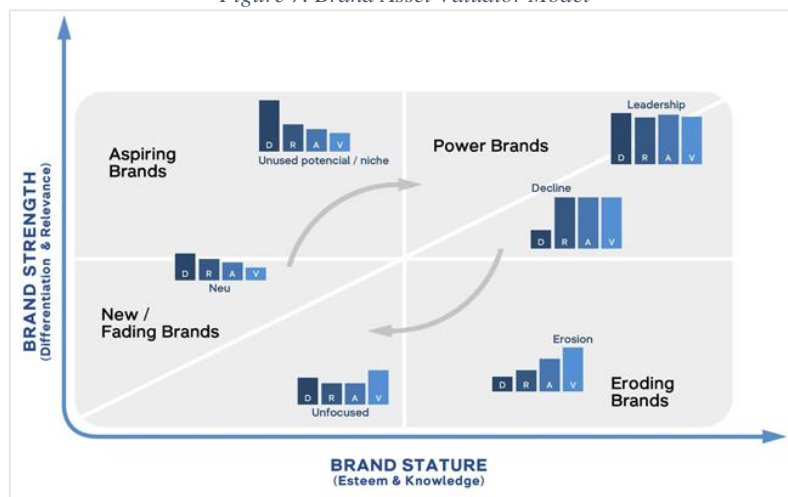 Figure 7. Brand Asset Valuator Model
Leadership
D R A V
Aspiring
Brands
D R A V
Unused potencial / niche
Power Brands
Decline
D R A V
BRAND STRENGTH
(Differentiation & Relevance)
D R A V
Neu
New /
Fading Brands
Erosion
D R A V
D R A V
Unfocused
Eroding
Brands
BRAND STATURE
(Esteem & Knowledge)